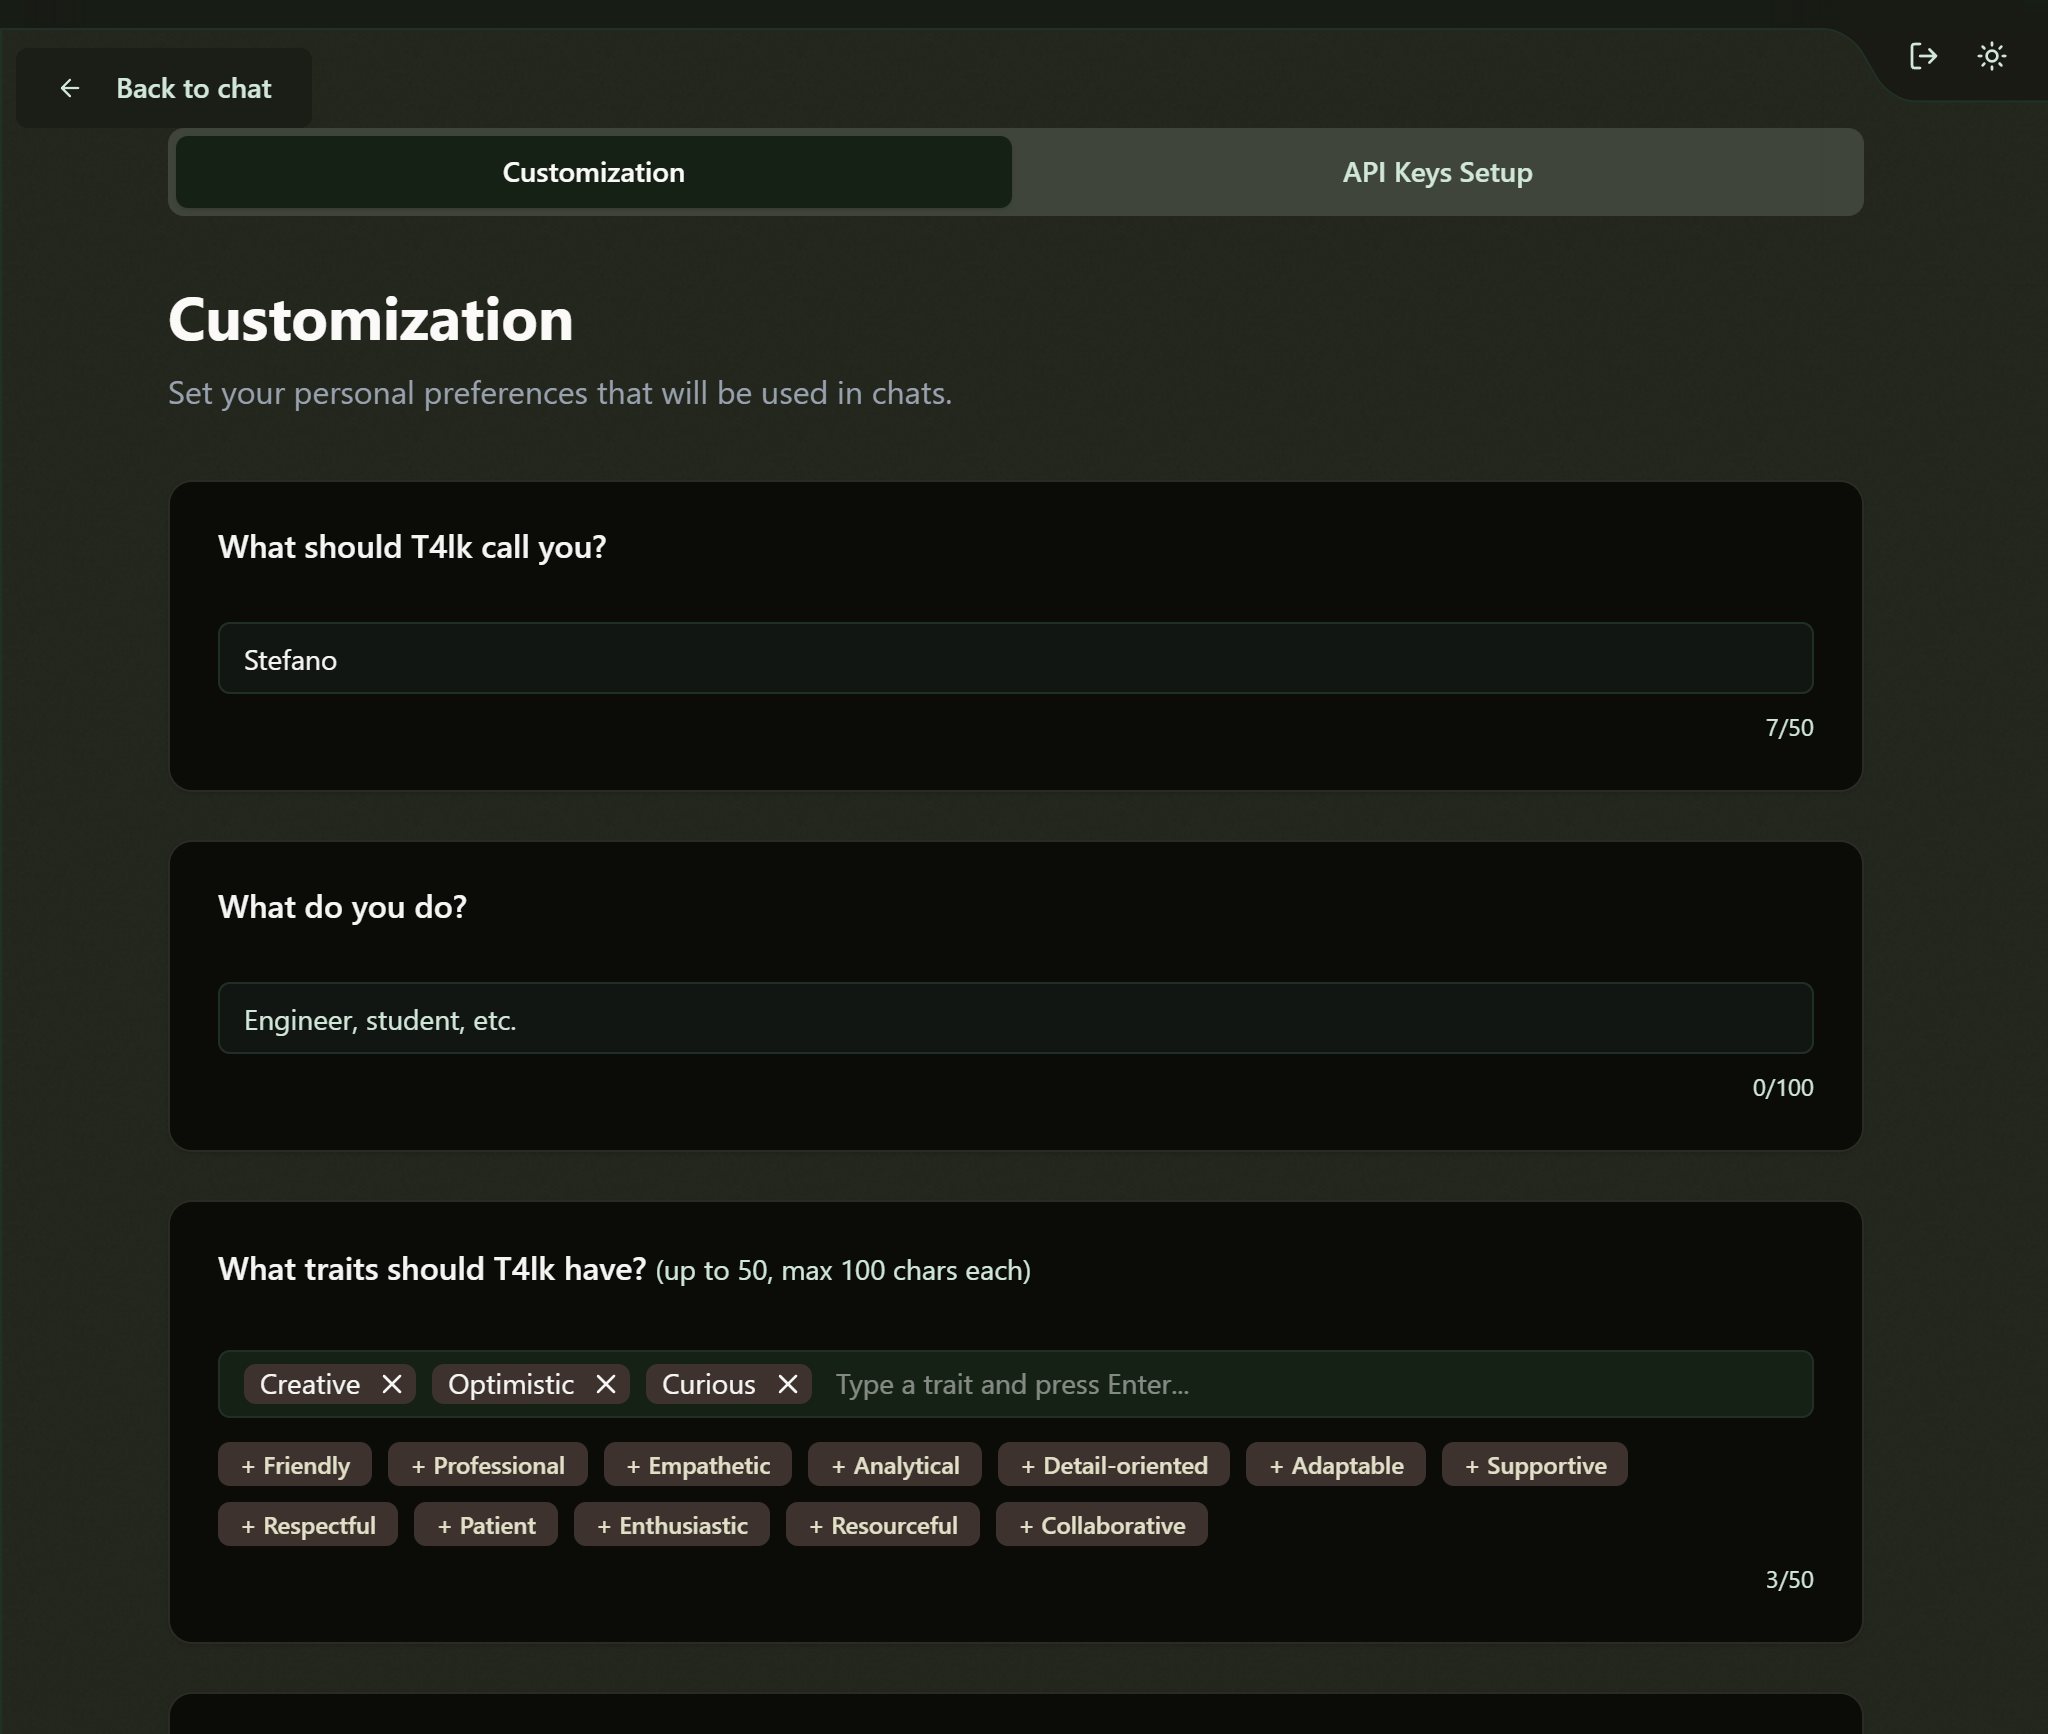 Back to chat
Customization
API Keys Setup
Customization
Set your personal preferences that will be used in chats.
What should T4lk call you?
Stefano
7/50
What do you do?
Engineer, student, etc.
0/100
What traits should T4lk have? (up to 50, max 100 chars each)
Creative Optimistic Curious Type a trait and press Enter...
+ Friendly + Professional + Empathetic + Analytical + Detail-oriented + Adaptable + Supportive
+ Respectful + Patient + Enthusiastic + Resourceful + Collaborative
3/50